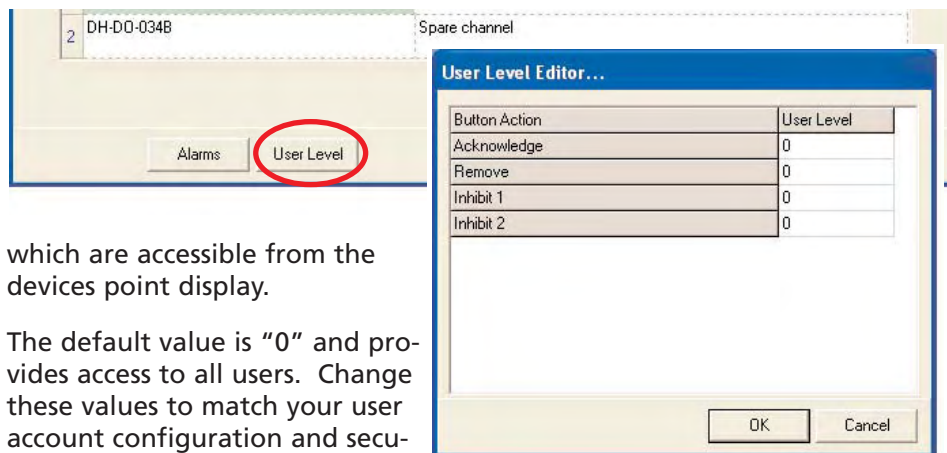 2 DH-DO-034B Spare channel
Alarms User Level
User Level Editor...
Button Action User Level
Acknowledge 0
Remove 0
Inhibit 1 0
Inhibit 2 0
OK Cancel
which are accessible from the
devices point display.
The default value is “0” and pro-
vides access to all users.  Change
these values to match your user
account configuration and secu-